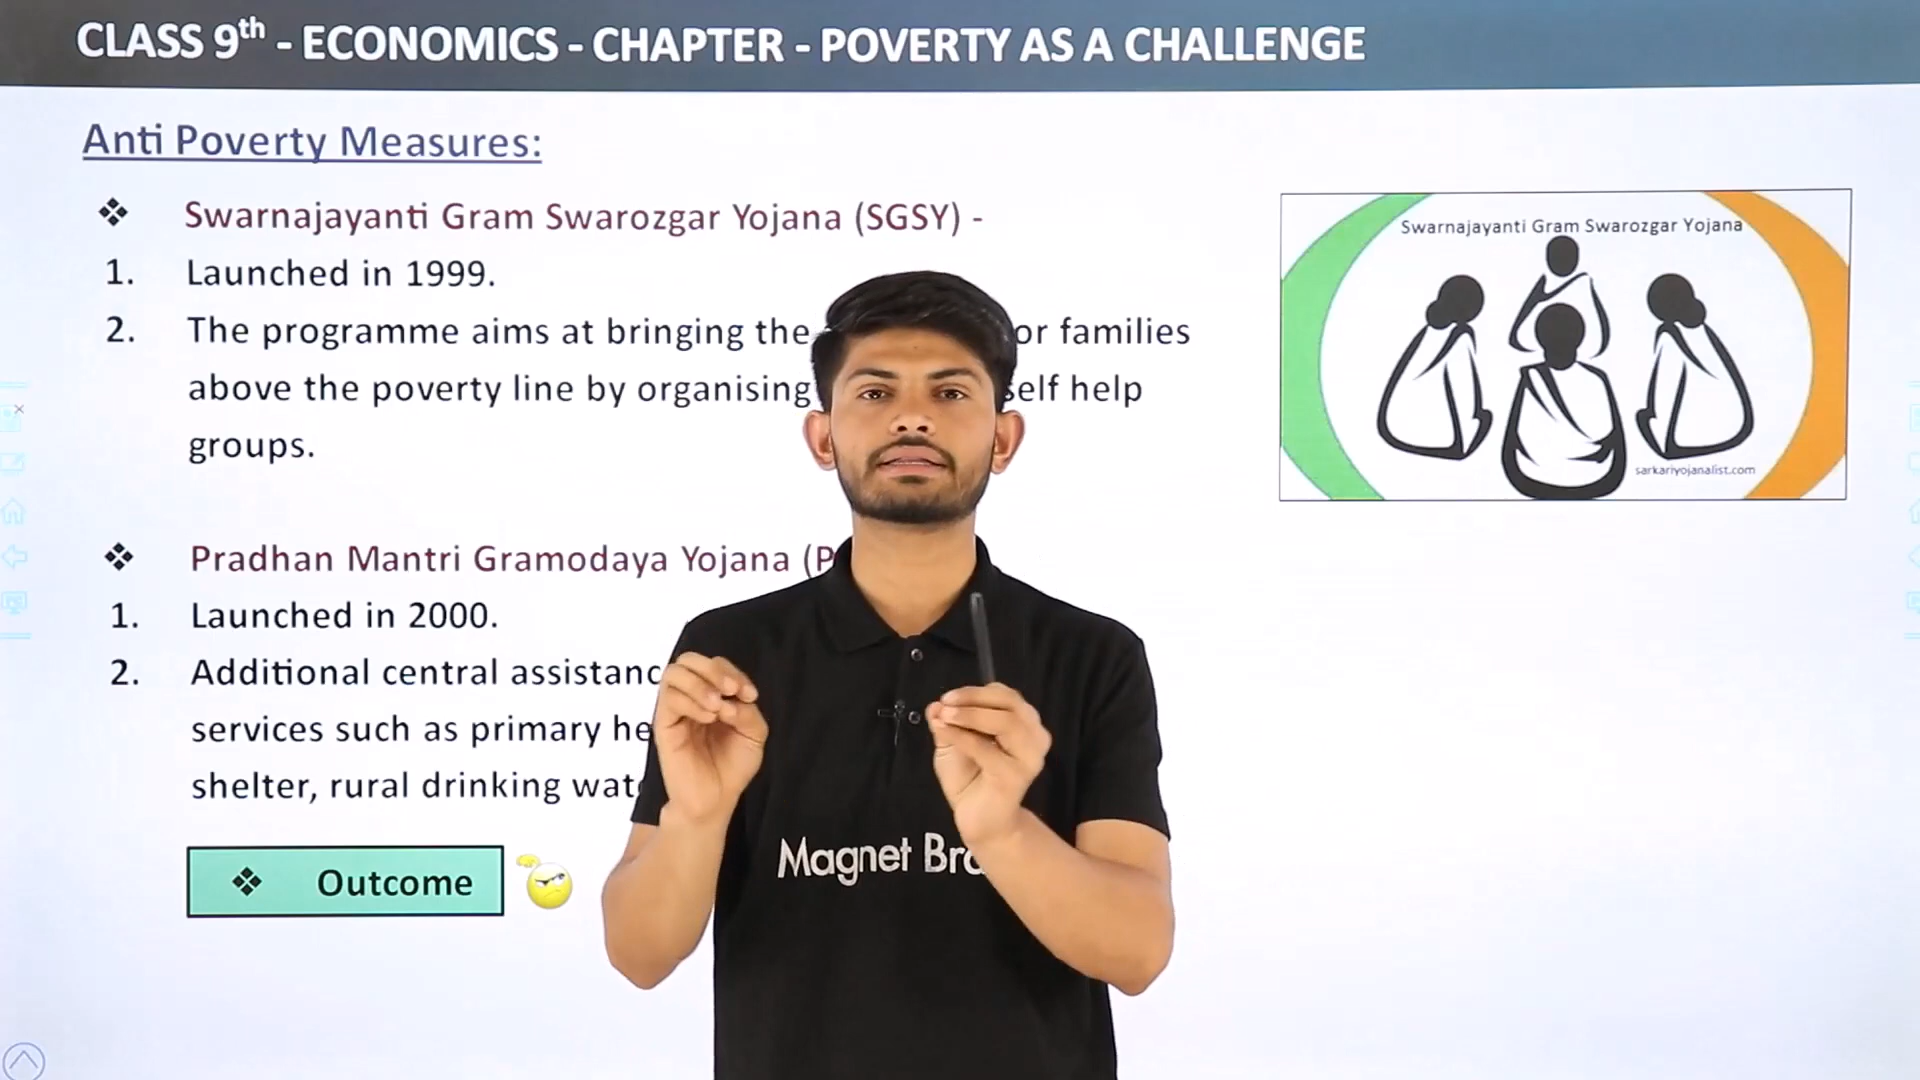 CLASS 9th - ECONOMICS - CHAPTER - POVERTY AS A CHALLENGE
Anti Poverty Measures:
❖ Swarnajayanti Gram Swarozgar Yojana (SGSY) -
1. Launched in 1999.
2. The programme aims at bringing the or families
above the poverty line by organising self help
groups.
❖ Pradhan Mantri Gramodaya Yojana (P
1. Launched in 2000.
2. Additional central assistanc
services such as primary he
shelter, rural drinking wat
❖ Outcome
Swarnajayanti Gram Swarozgar Yojana
sarkariyojanalist.com
Magnet Bra